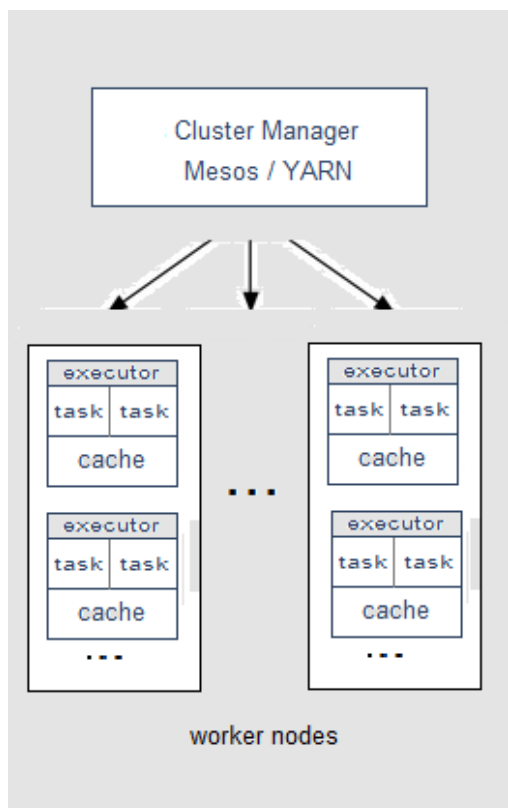 Cluster Manager
Mesos / YARN
executor
task task
cache
executor
task task
cache
...
...
executor
task task
cache
executor
task task
cache
...
worker nodes